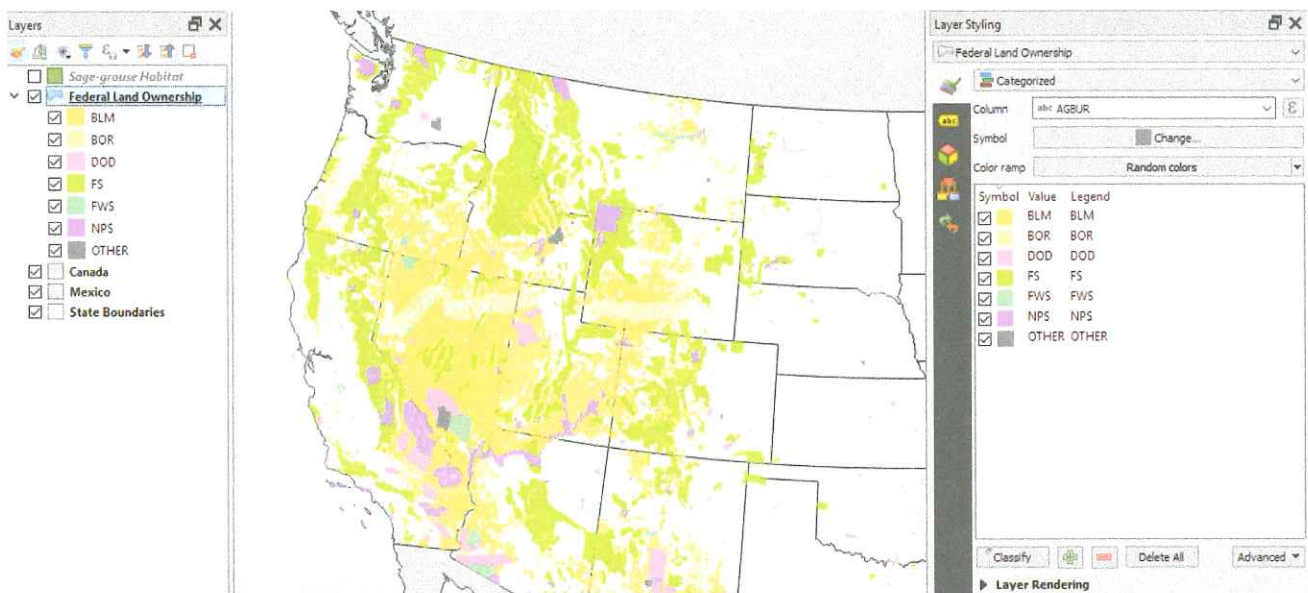 Layers
Sage-grouse Habitat
Federal Land Ownership
BLM
BOR
DOD
FS
FWS
NPS
OTHER
Canada
Mexico
State Boundaries
Layer Styling
Federal Land Ownership
Categorized
Column abc AGBUR ε
Symbol Change...
Color ramp Random colors
Symbol Value Legend
BLM BLM
BOR BOR
DOD DOD
FS FS
FWS FWS
NPS NPS
OTHER OTHER
Classify Delete All Advanced
Layer Rendering
abc